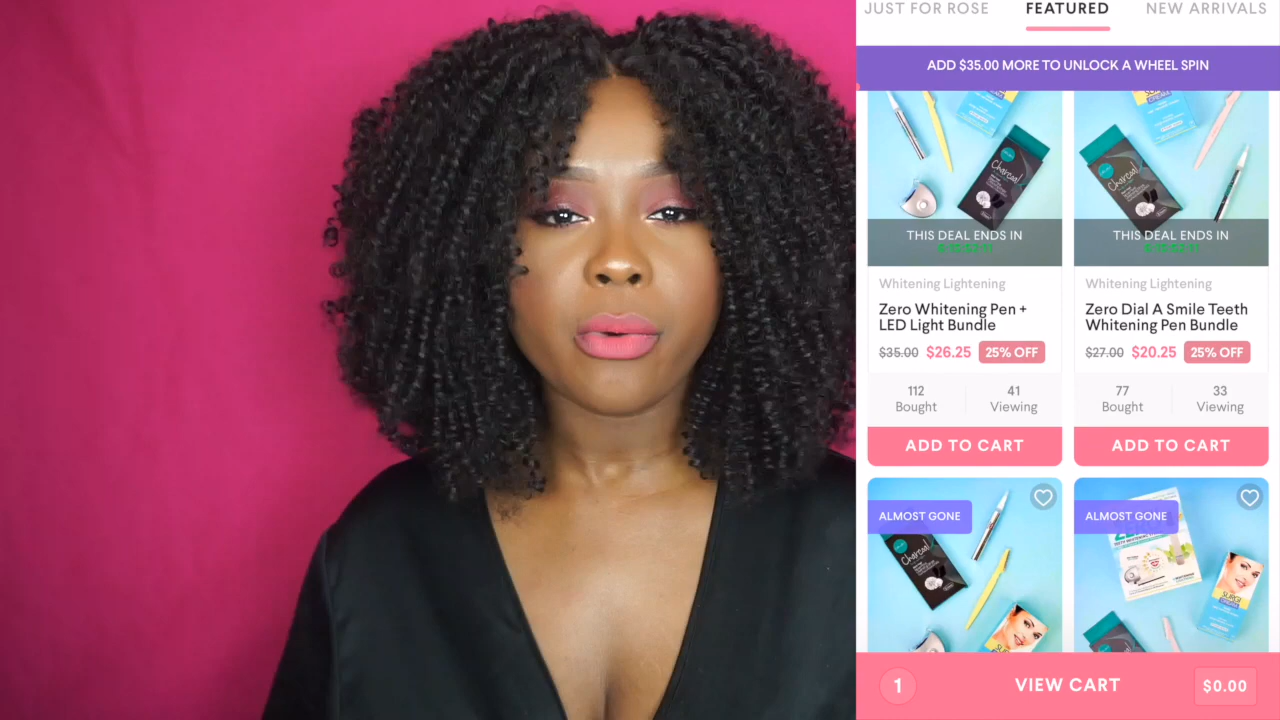 JUST FOR ROSE
FEATURED
NEW ARRIVALS
ADD $35.00 MORE TO UNLOCK A WHEEL SPIN
Charcoal
Charcoal
THIS DEAL ENDS IN
THIS DEAL ENDS IN
Whitening Lightening
Zero Whitening Pen +
LED Light Bundle
$35.00 $26.25 25% OFF
112 Bought
41 Viewing
ADD TO CART
Whitening Lightening
Zero Dial A Smile Teeth
Whitening Pen Bundle
$27.00 $20.25 25% OFF
77 Bought
33 Viewing
ADD TO CART
ALMOST GONE
Charcoal
ALMOST GONE
SURGI
1
VIEW CART
$0.00